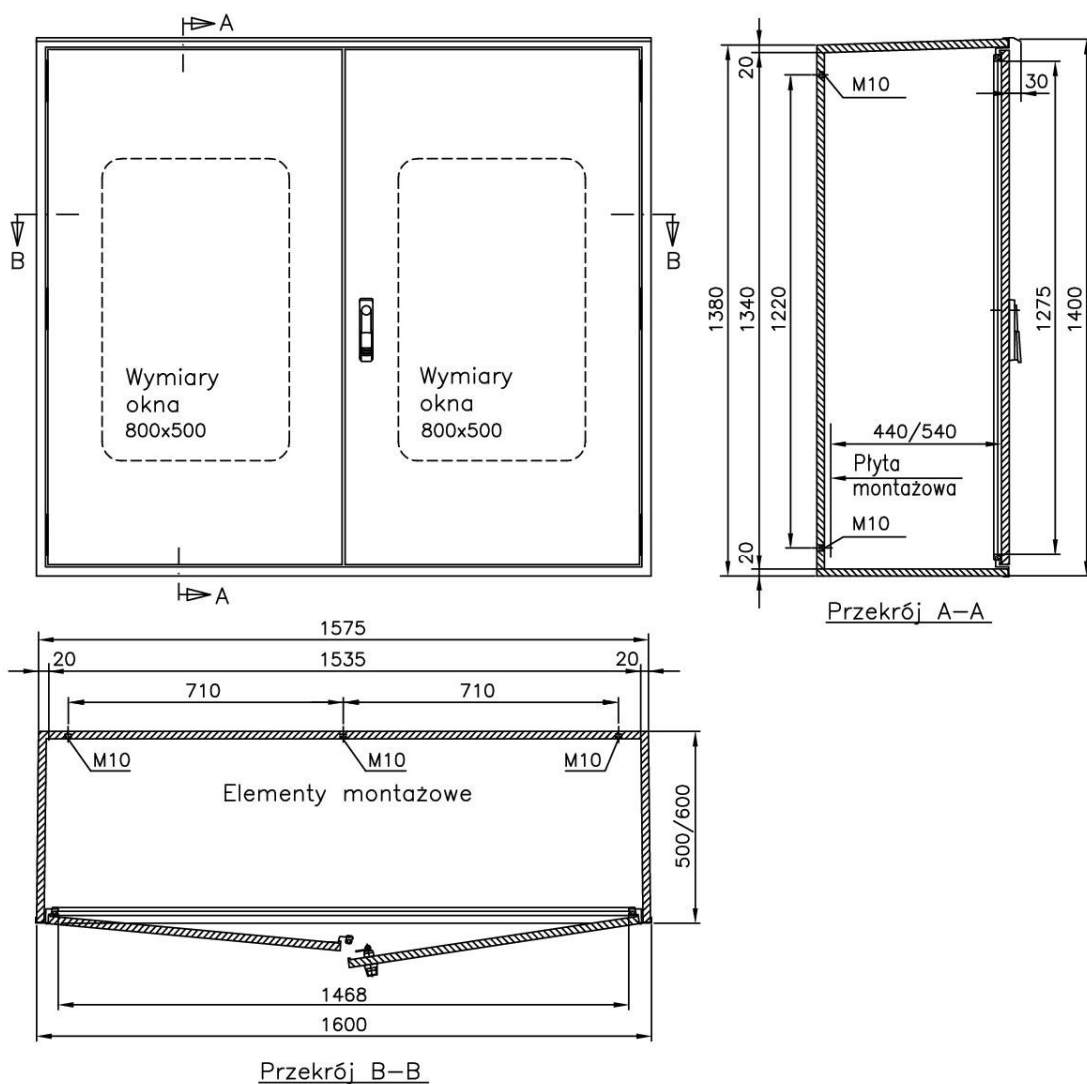 A
B
B
Wymiary
okna
800x500
Wymiary
okna
800x500
A
20
M10
30
1380
1340
1220
1275
1400
440/540
Płyta
montażowa
M10
20
Przekrój A-A
1575
20
1535
20
710
710
M10
M10
M10
Elementy montażowe
500/600
1468
1600
Przekrój B-B